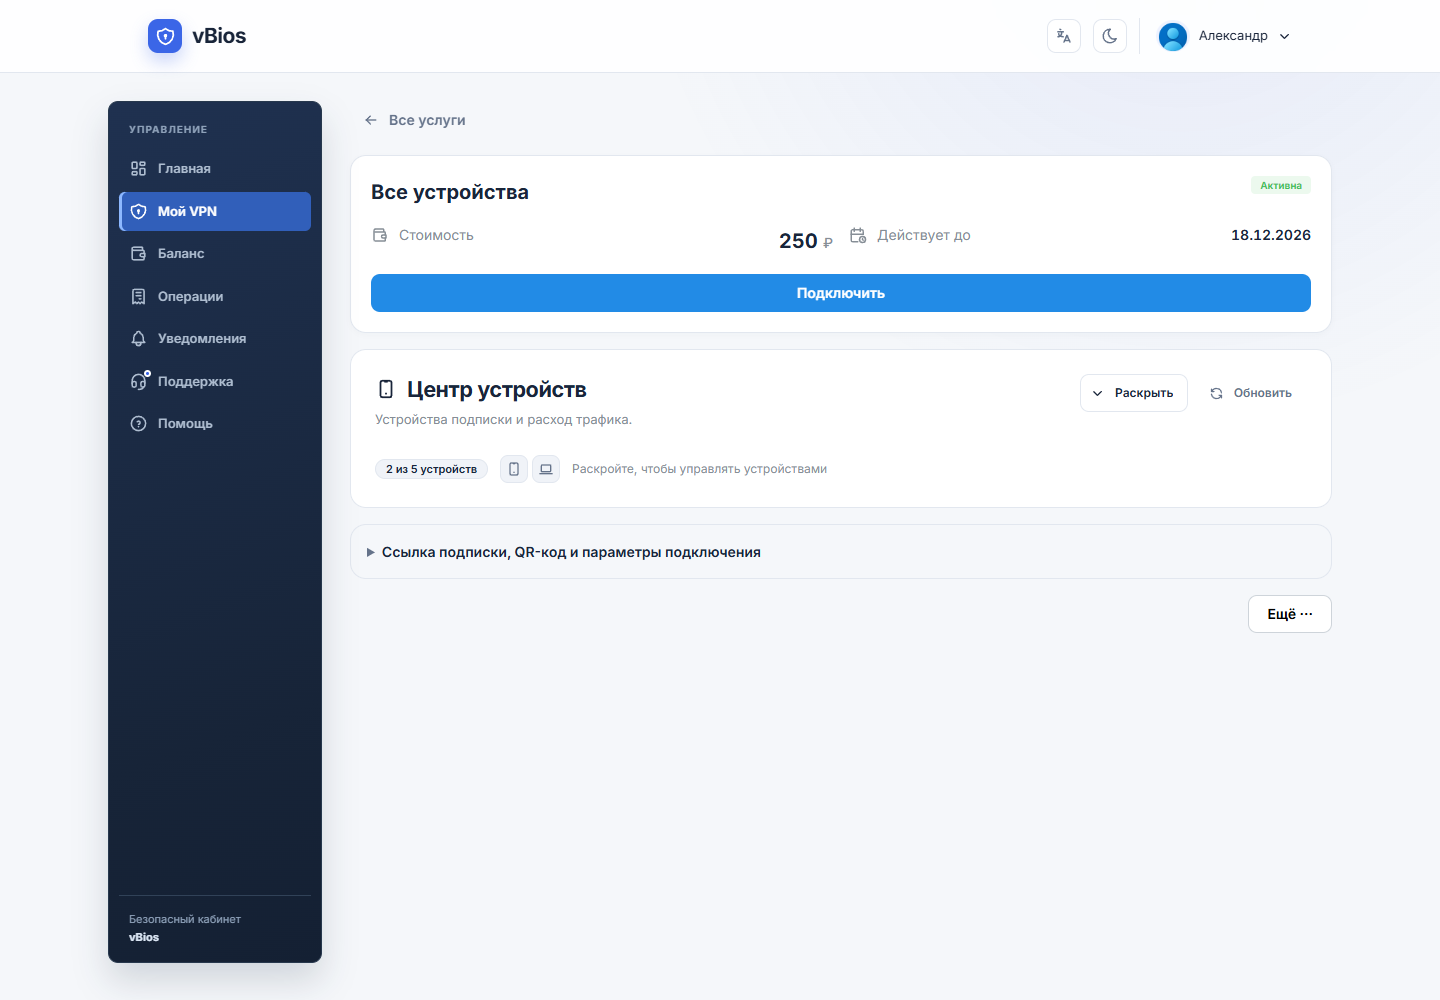 vBios
Александр
УПРАВЛЕНИЕ
Главная
Мой VPN
Баланс
Операции
Уведомления
Поддержка
Помощь
Безопасный кабинет
vBios
Все услуги
Все устройства
Активна
Стоимость
250 ₽
Действует до
18.12.2026
Подключить
Центр устройств
Устройства подписки и расход трафика.
Раскрыть
Обновить
2 из 5 устройств
Раскройте, чтобы управлять устройствами
Ссылка подписки, QR-код и параметры подключения
Ещё ···